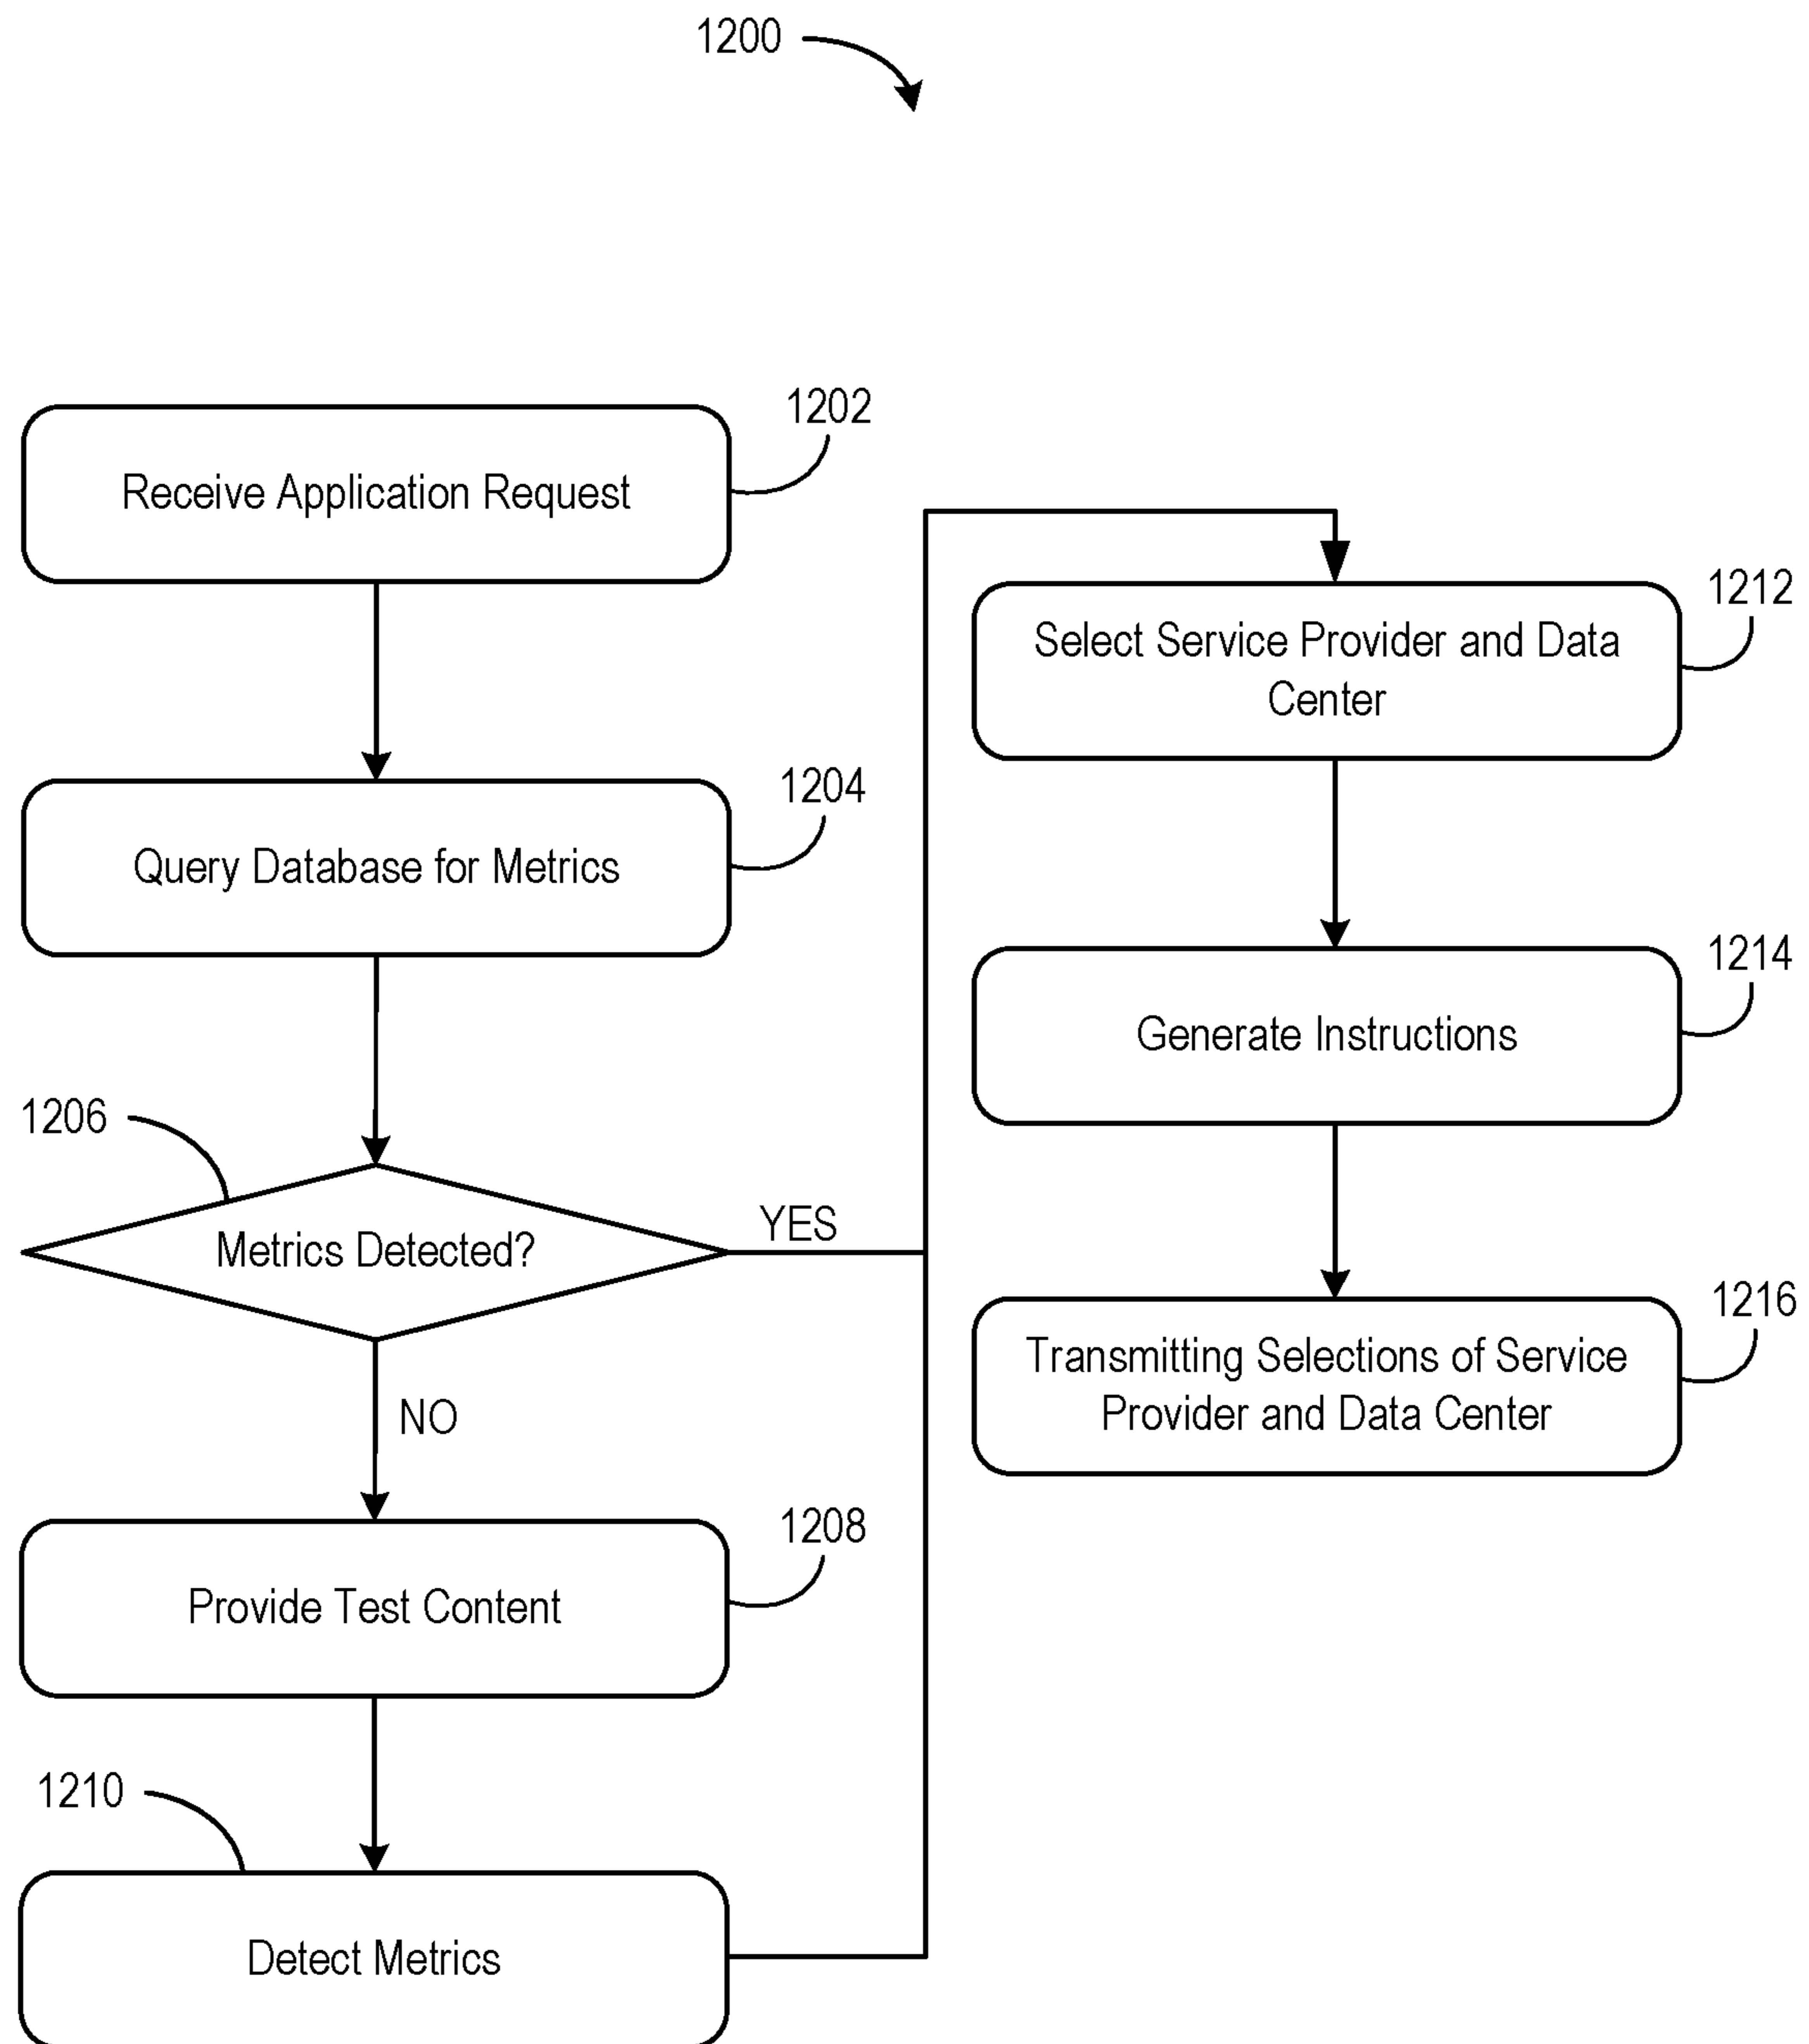 1200
1202
Receive Application Request
1204
Query Database for Metrics
1206
Metrics Detected?
YES
NO
1208
Provide Test Content
1210
Detect Metrics
1212
Select Service Provider and Data
Center
1214
Generate Instructions
1216
Transmitting Selections of Service
Provider and Data Center